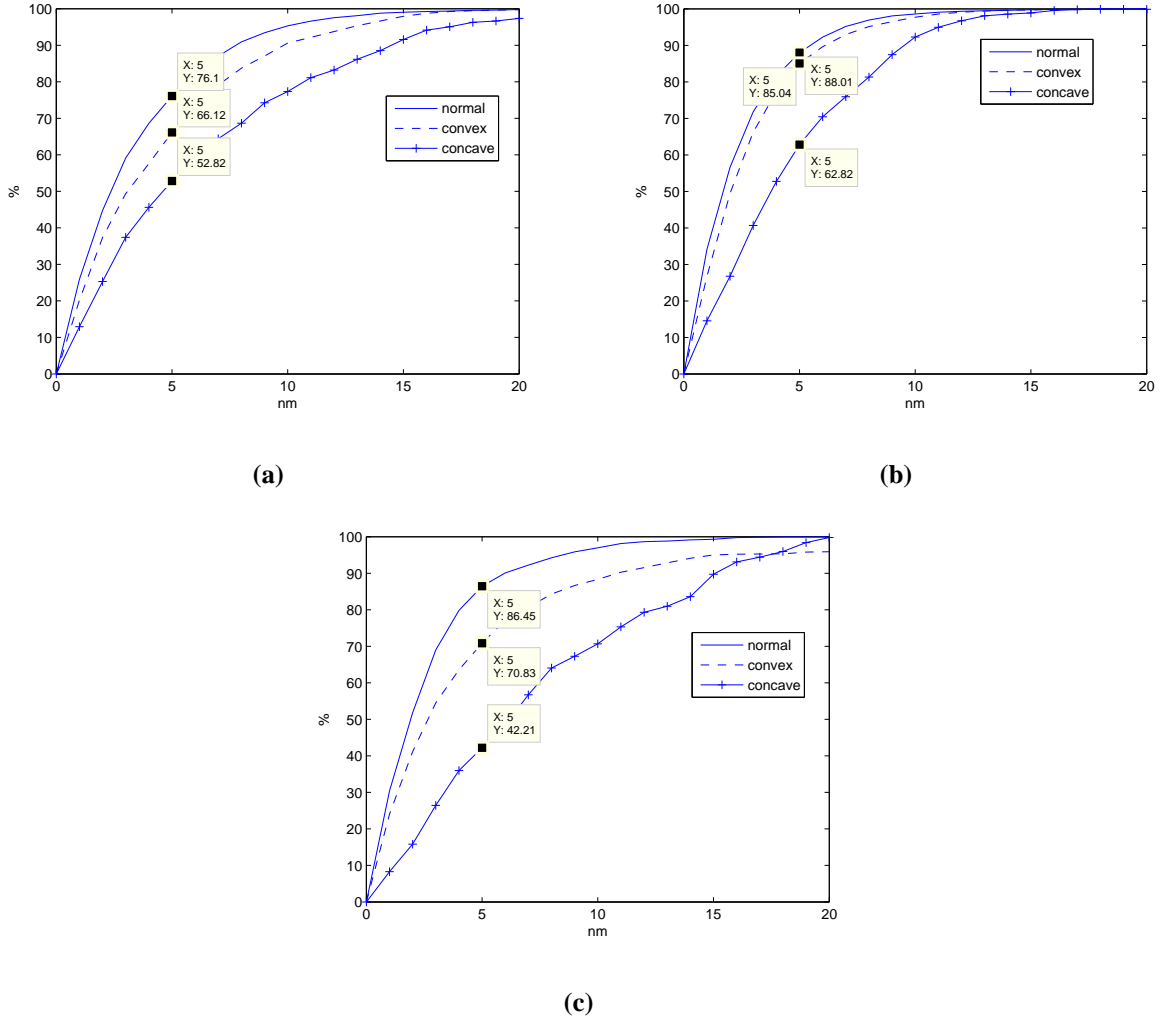 100
90
80
70
60
50
40
30
20
10
0
%
X: 5
Y: 76.1
X: 5
Y: 66.12
X: 5
Y: 52.82
normal
convex
concave
0 5 10 15 20
nm
(a)
100
90
80
70
60
50
40
30
20
10
0
%
X: 5
Y: 85.04
X: 5
Y: 88.01
X: 5
Y: 62.82
normal
convex
concave
0 5 10 15 20
nm
(b)
100
90
80
70
60
50
40
30
20
10
0
%
X: 5
Y: 86.45
X: 5
Y: 70.83
X: 5
Y: 42.21
normal
convex
concave
0 5 10 15 20
nm
(c)